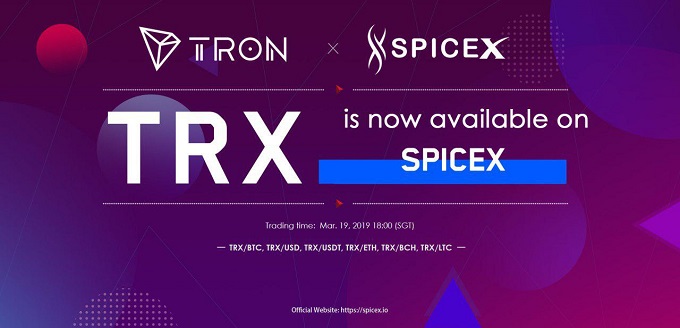 TRON × SPICEX
TRX
is now available on
SPICEX
Trading time: Mar. 19, 2019 18:00 (SGT)
— TRX/BTC, TRX/USD, TRX/USDT, TRX/ETH, TRX/BCH, TRX/LTC —
Official Website: https://spicex.io